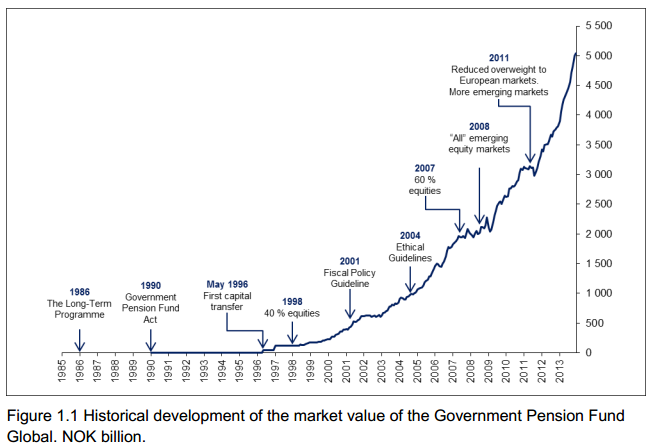 5 500
5 000
4 500
4 000
3 500
3 000
2 500
2 000
1 500
1 000
500
0
2011
Reduced overweight to
European markets.
More emerging markets
2008
"All" emerging
equity markets
2007
60 %
equities
2004
Ethical
Guidelines
2001
Fiscal Policy
Guideline
1998
40 % equities
May 1996
First capital
transfer
1990
Government
Pension Fund
Act
1986
The Long-Term
Programme
1985
1986
1987
1988
1989
1990
1991
1992
1993
1994
1995
1996
1997
1998
1999
2000
2001
2002
2003
2004
2005
2006
2007
2008
2009
2010
2011
2012
2013
Figure 1.1 Historical development of the market value of the Government Pension Fund
Global. NOK billion.